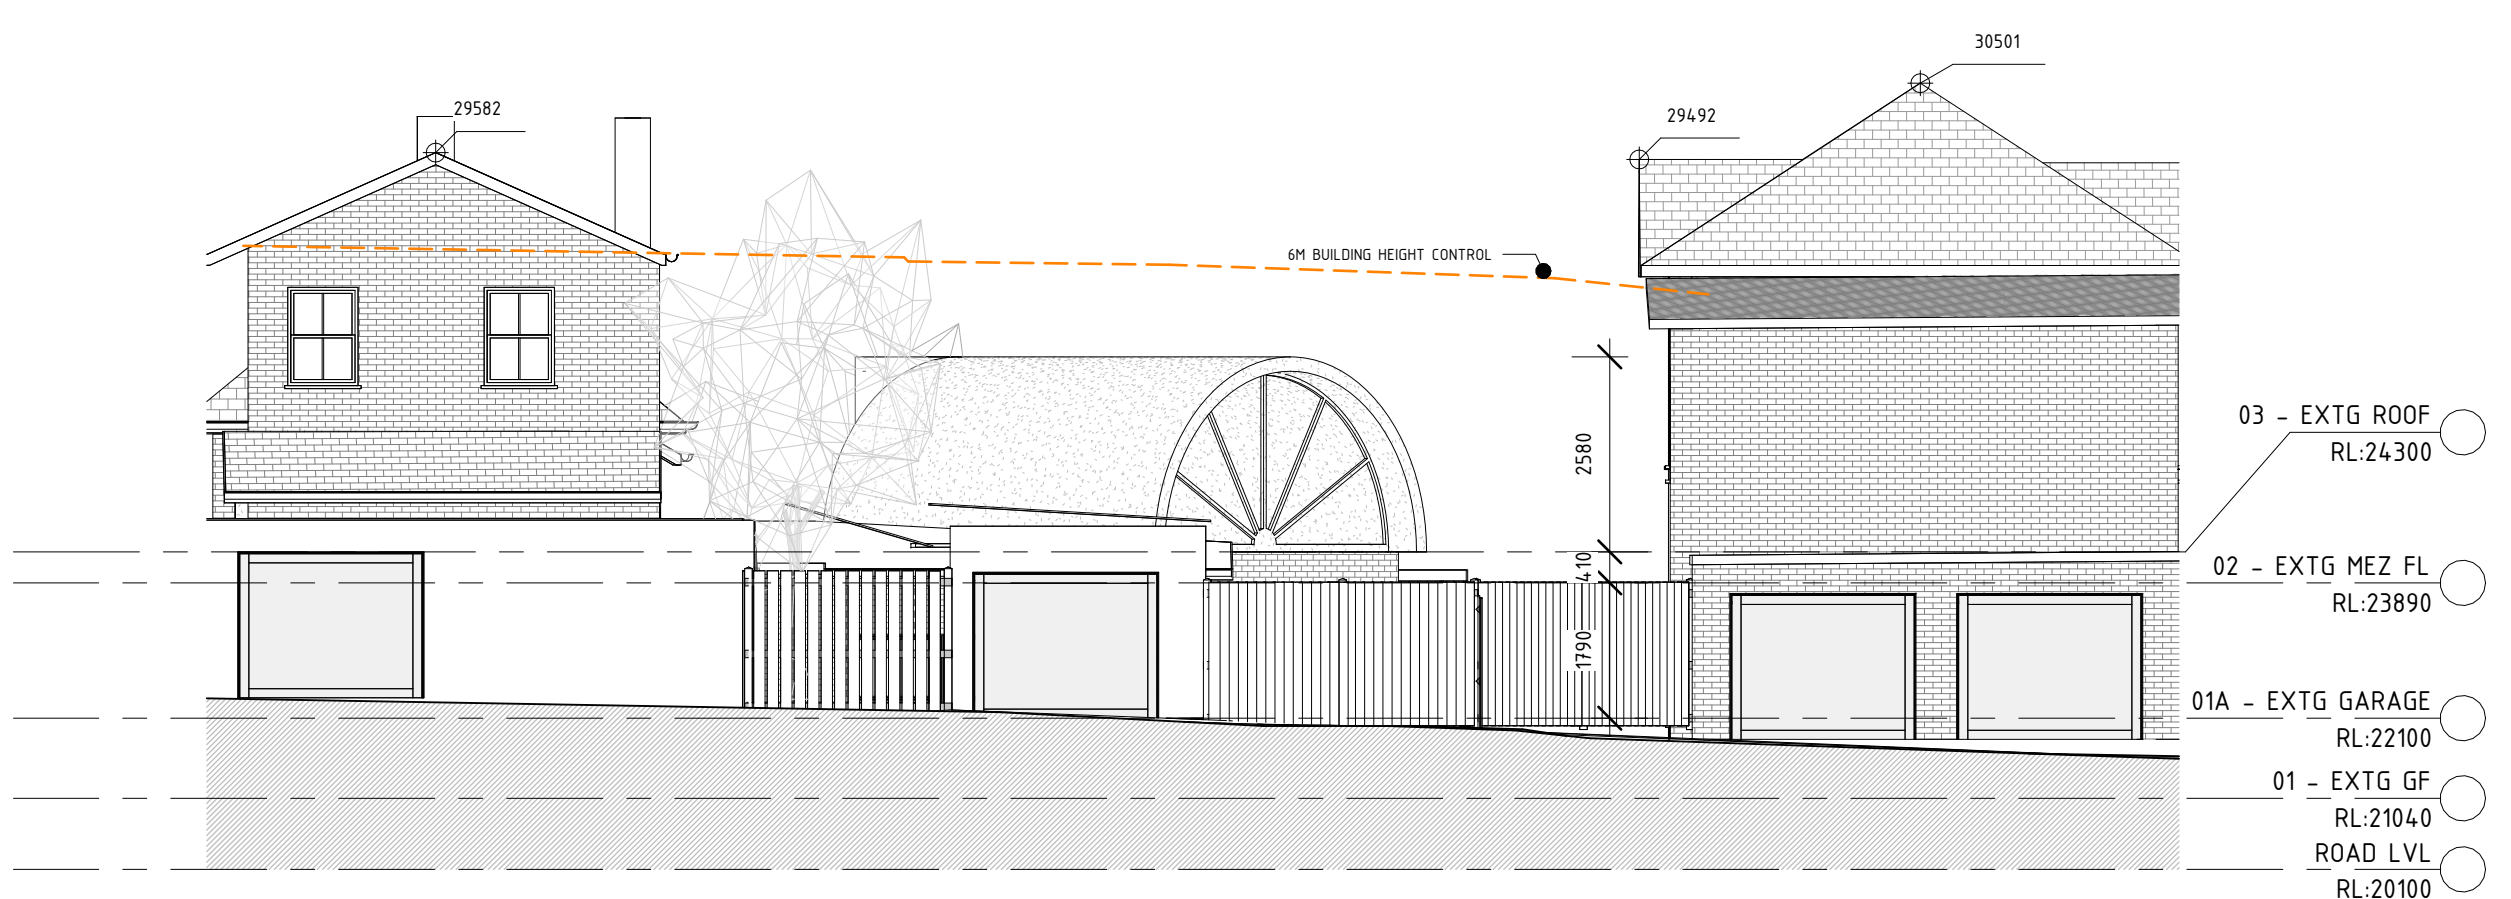 30501
29582
29492
6M BUILDING HEIGHT CONTROL
03 - EXTG ROOF
RL:24300
2580
410
02 - EXTG MEZ FL
RL:23890
1790
01A - EXTG GARAGE
RL:22100
01 - EXTG GF
RL:21040
ROAD LVL
RL:20100